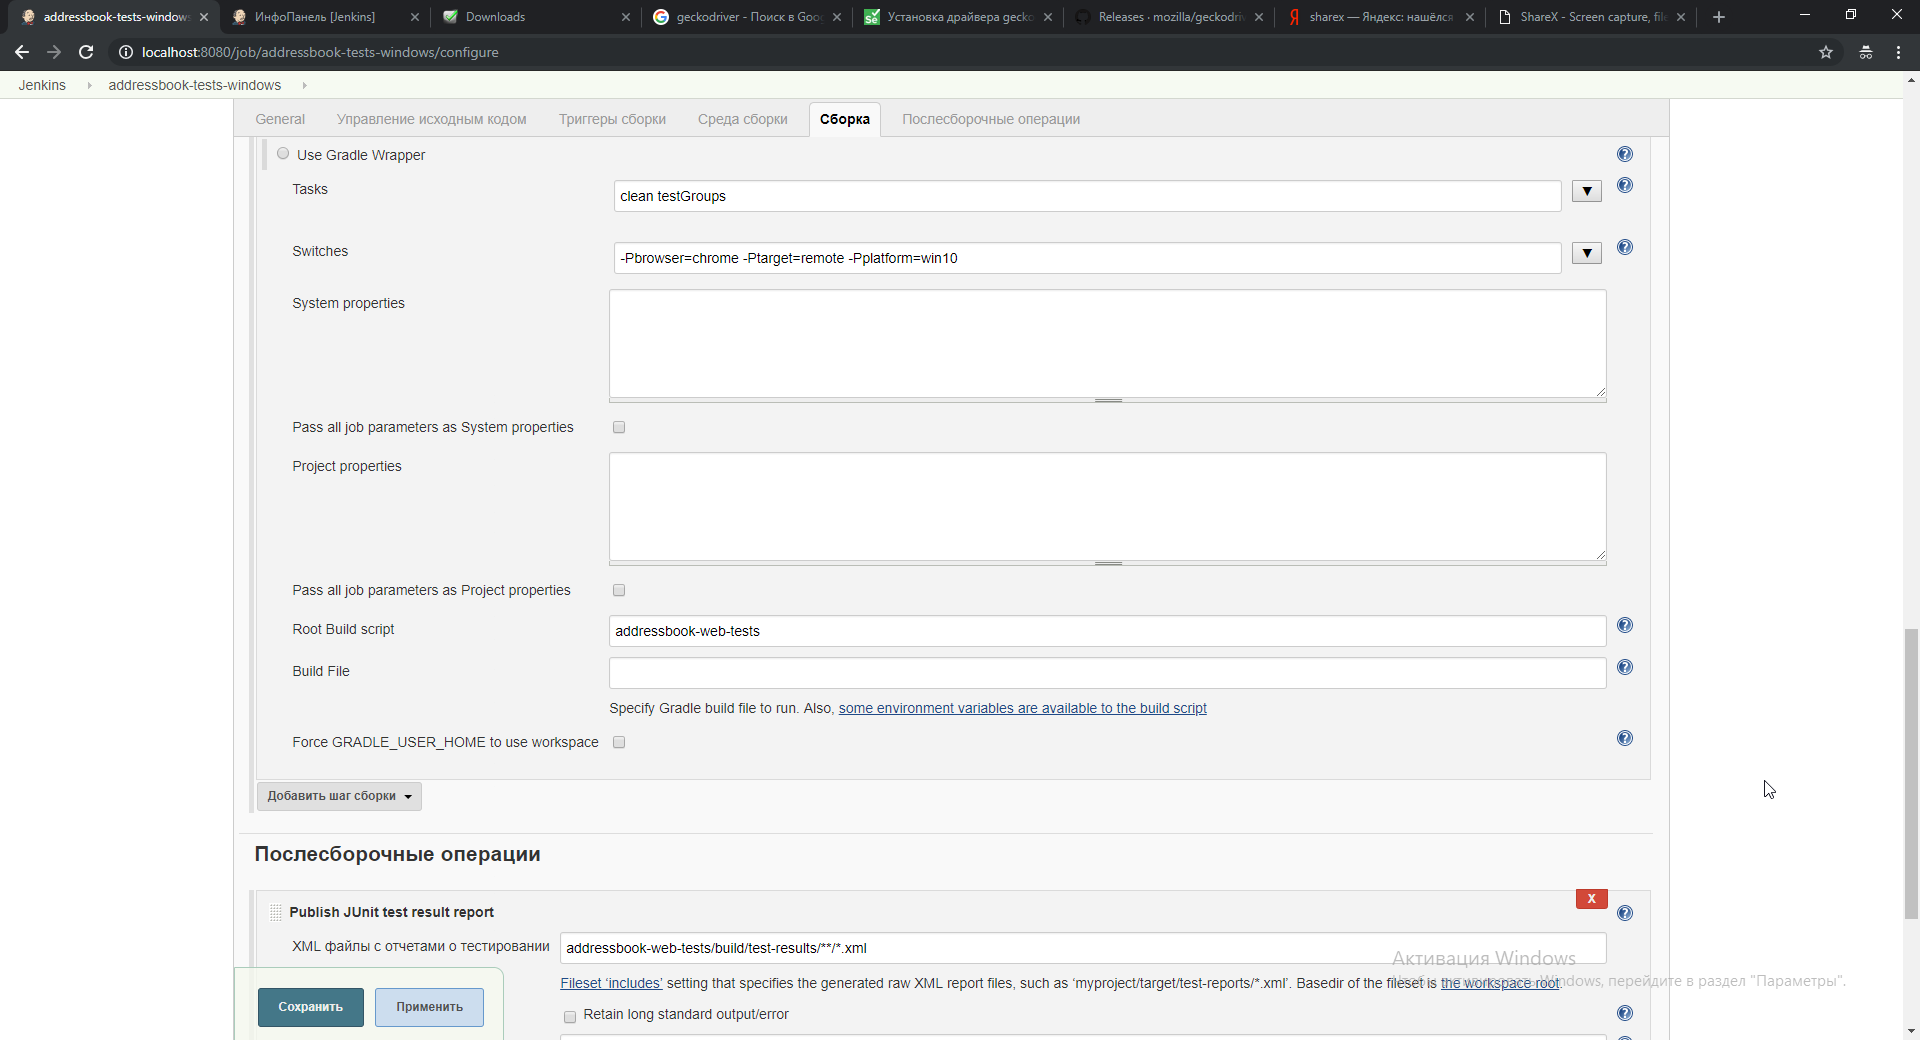 addressbook-tests-windows
ИнфоПанель [Jenkins]
Downloads
geckodriver - Поиск в Goo
Установка драйвера gecko
Releases · mozilla/geckodri
sharex — Яндекс: нашёлся
ShareX - Screen capture, file
localhost:8080/job/addressbook-tests-windows/configure
Jenkins
addressbook-tests-windows
General
Управление исходным кодом
Триггеры сборки
Среда сборки
Сборка
Послесборочные операции
Use Gradle Wrapper
Tasks
clean testGroups
Switches
-Pbrowser=chrome -Ptarget=remote -Pplatform=win10
System properties
Pass all job parameters as System properties
Project properties
Pass all job parameters as Project properties
Root Build script
addressbook-web-tests
Build File
Specify Gradle build file to run. Also, some environment variables are available to the build script
Force GRADLE_USER_HOME to use workspace
Добавить шаг сборки
Послесборочные операции
X
Publish JUnit test result report
XML файлы с отчетами о тестировании
addressbook-web-tests/build/test-results/**/*.xml
Активация Windows
Fileset ‘includes’ setting that specifies the generated raw XML report files, such as ‘myproject/target/test-reports/*.xml’. Basedir of the fileset is the workspace root.
Windows, перейдите в раздел "Параметры".
Сохранить
Применить
Retain long standard output/error